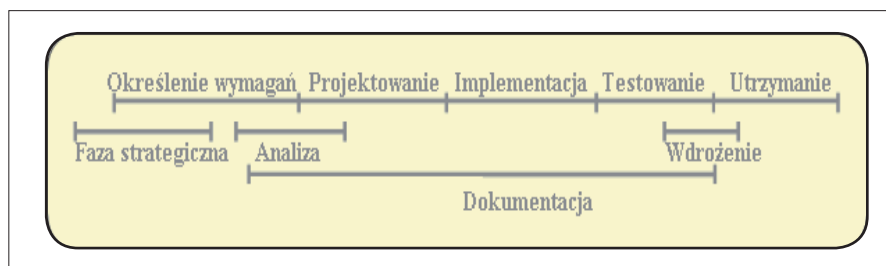 Określenie wymagań Projektowanie Implementacja Testowanie Utrzymanie
Faza strategiczna Analiza Wdrożenie
Dokumentacja